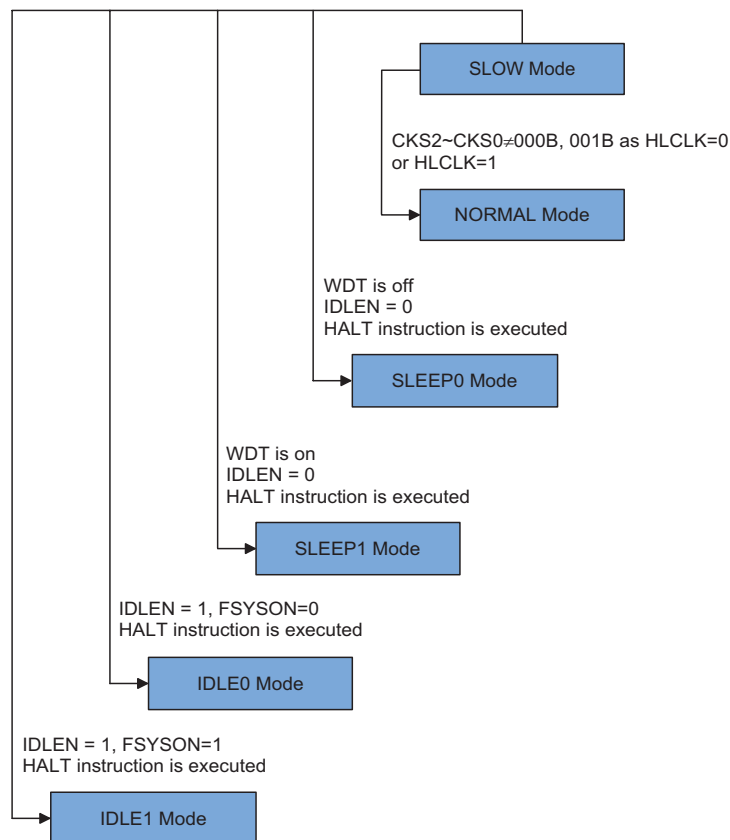 SLOW Mode
CKS2~CKS0≠000B, 001B as HLCLK=0
or HLCLK=1
NORMAL Mode
WDT is off
IDLEN = 0
HALT instruction is executed
SLEEP0 Mode
WDT is on
IDLEN = 0
HALT instruction is executed
SLEEP1 Mode
IDLEN = 1, FSYSON=0
HALT instruction is executed
IDLE0 Mode
IDLEN = 1, FSYSON=1
HALT instruction is executed
IDLE1 Mode